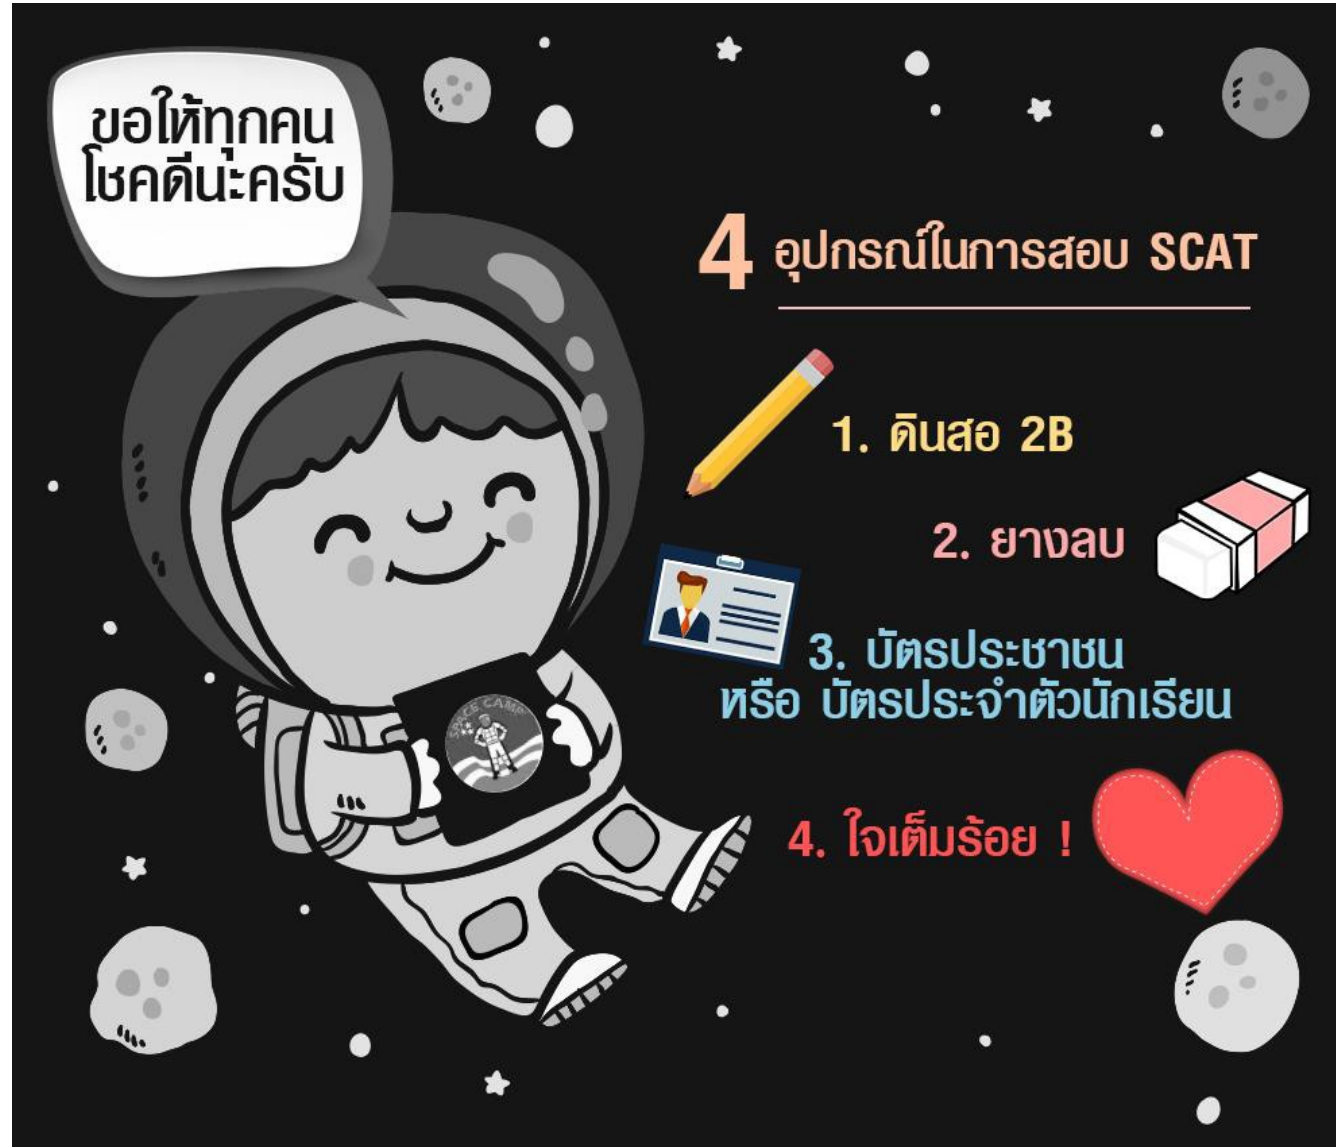 ขอให้ทุกคน
โชคดีนะครับ
4 อุปกรณ์ในการสอบ SCAT
1. ดินสอ 2B
2. ยางลบ
3. บัตรประชาชน
หรือ บัตรประจำตัวนักเรียน
SPACE CAMP
4. ใจเต็มร้อย !